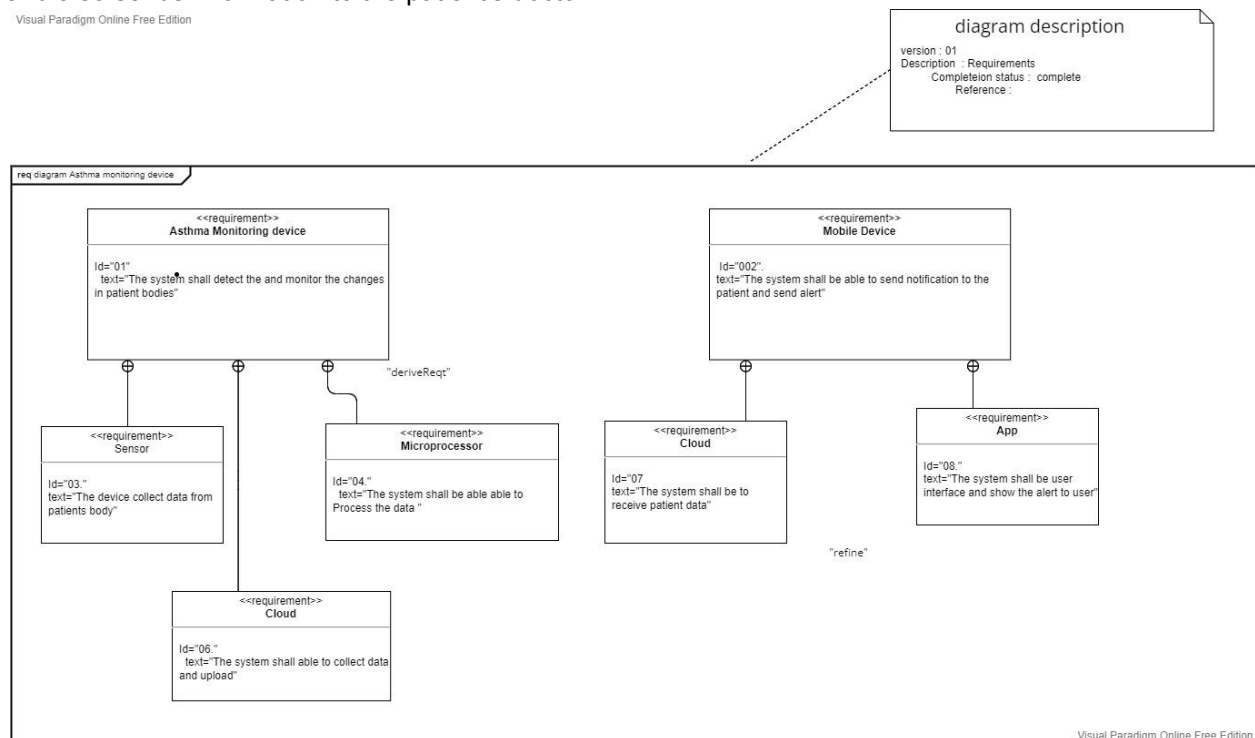 Visual Paradigm Online Free Edition
diagram description
version : 01
Description : Requirements
Completeion status : complete
Reference :
req diagram Asthma monitoring device
<<requirement>>
Asthma Monitoring device
Id="01"
text="The system shall detect the and monitor the changes
in patient bodies"
<<requirement>>
Mobile Device
Id="002".
text="The system shall be able to send notification to the
patient and send alert"
"deriveReqt"
<<requirement>>
Sensor
Id="03."
text="The device collect data from
patients body"
<<requirement>>
Microprocessor
Id="04."
text="The system shall be able able to
Process the data "
<<requirement>>
Cloud
Id="07
text="The system shall be to
receive patient data"
<<requirement>>
App
Id="08."
text="The system shall be user
interface and show the alert to user"
"refine"
<<requirement>>
Cloud
Id="06."
text="The system shall able to collect data
and upload"
Visual Paradigm Online Free Edition